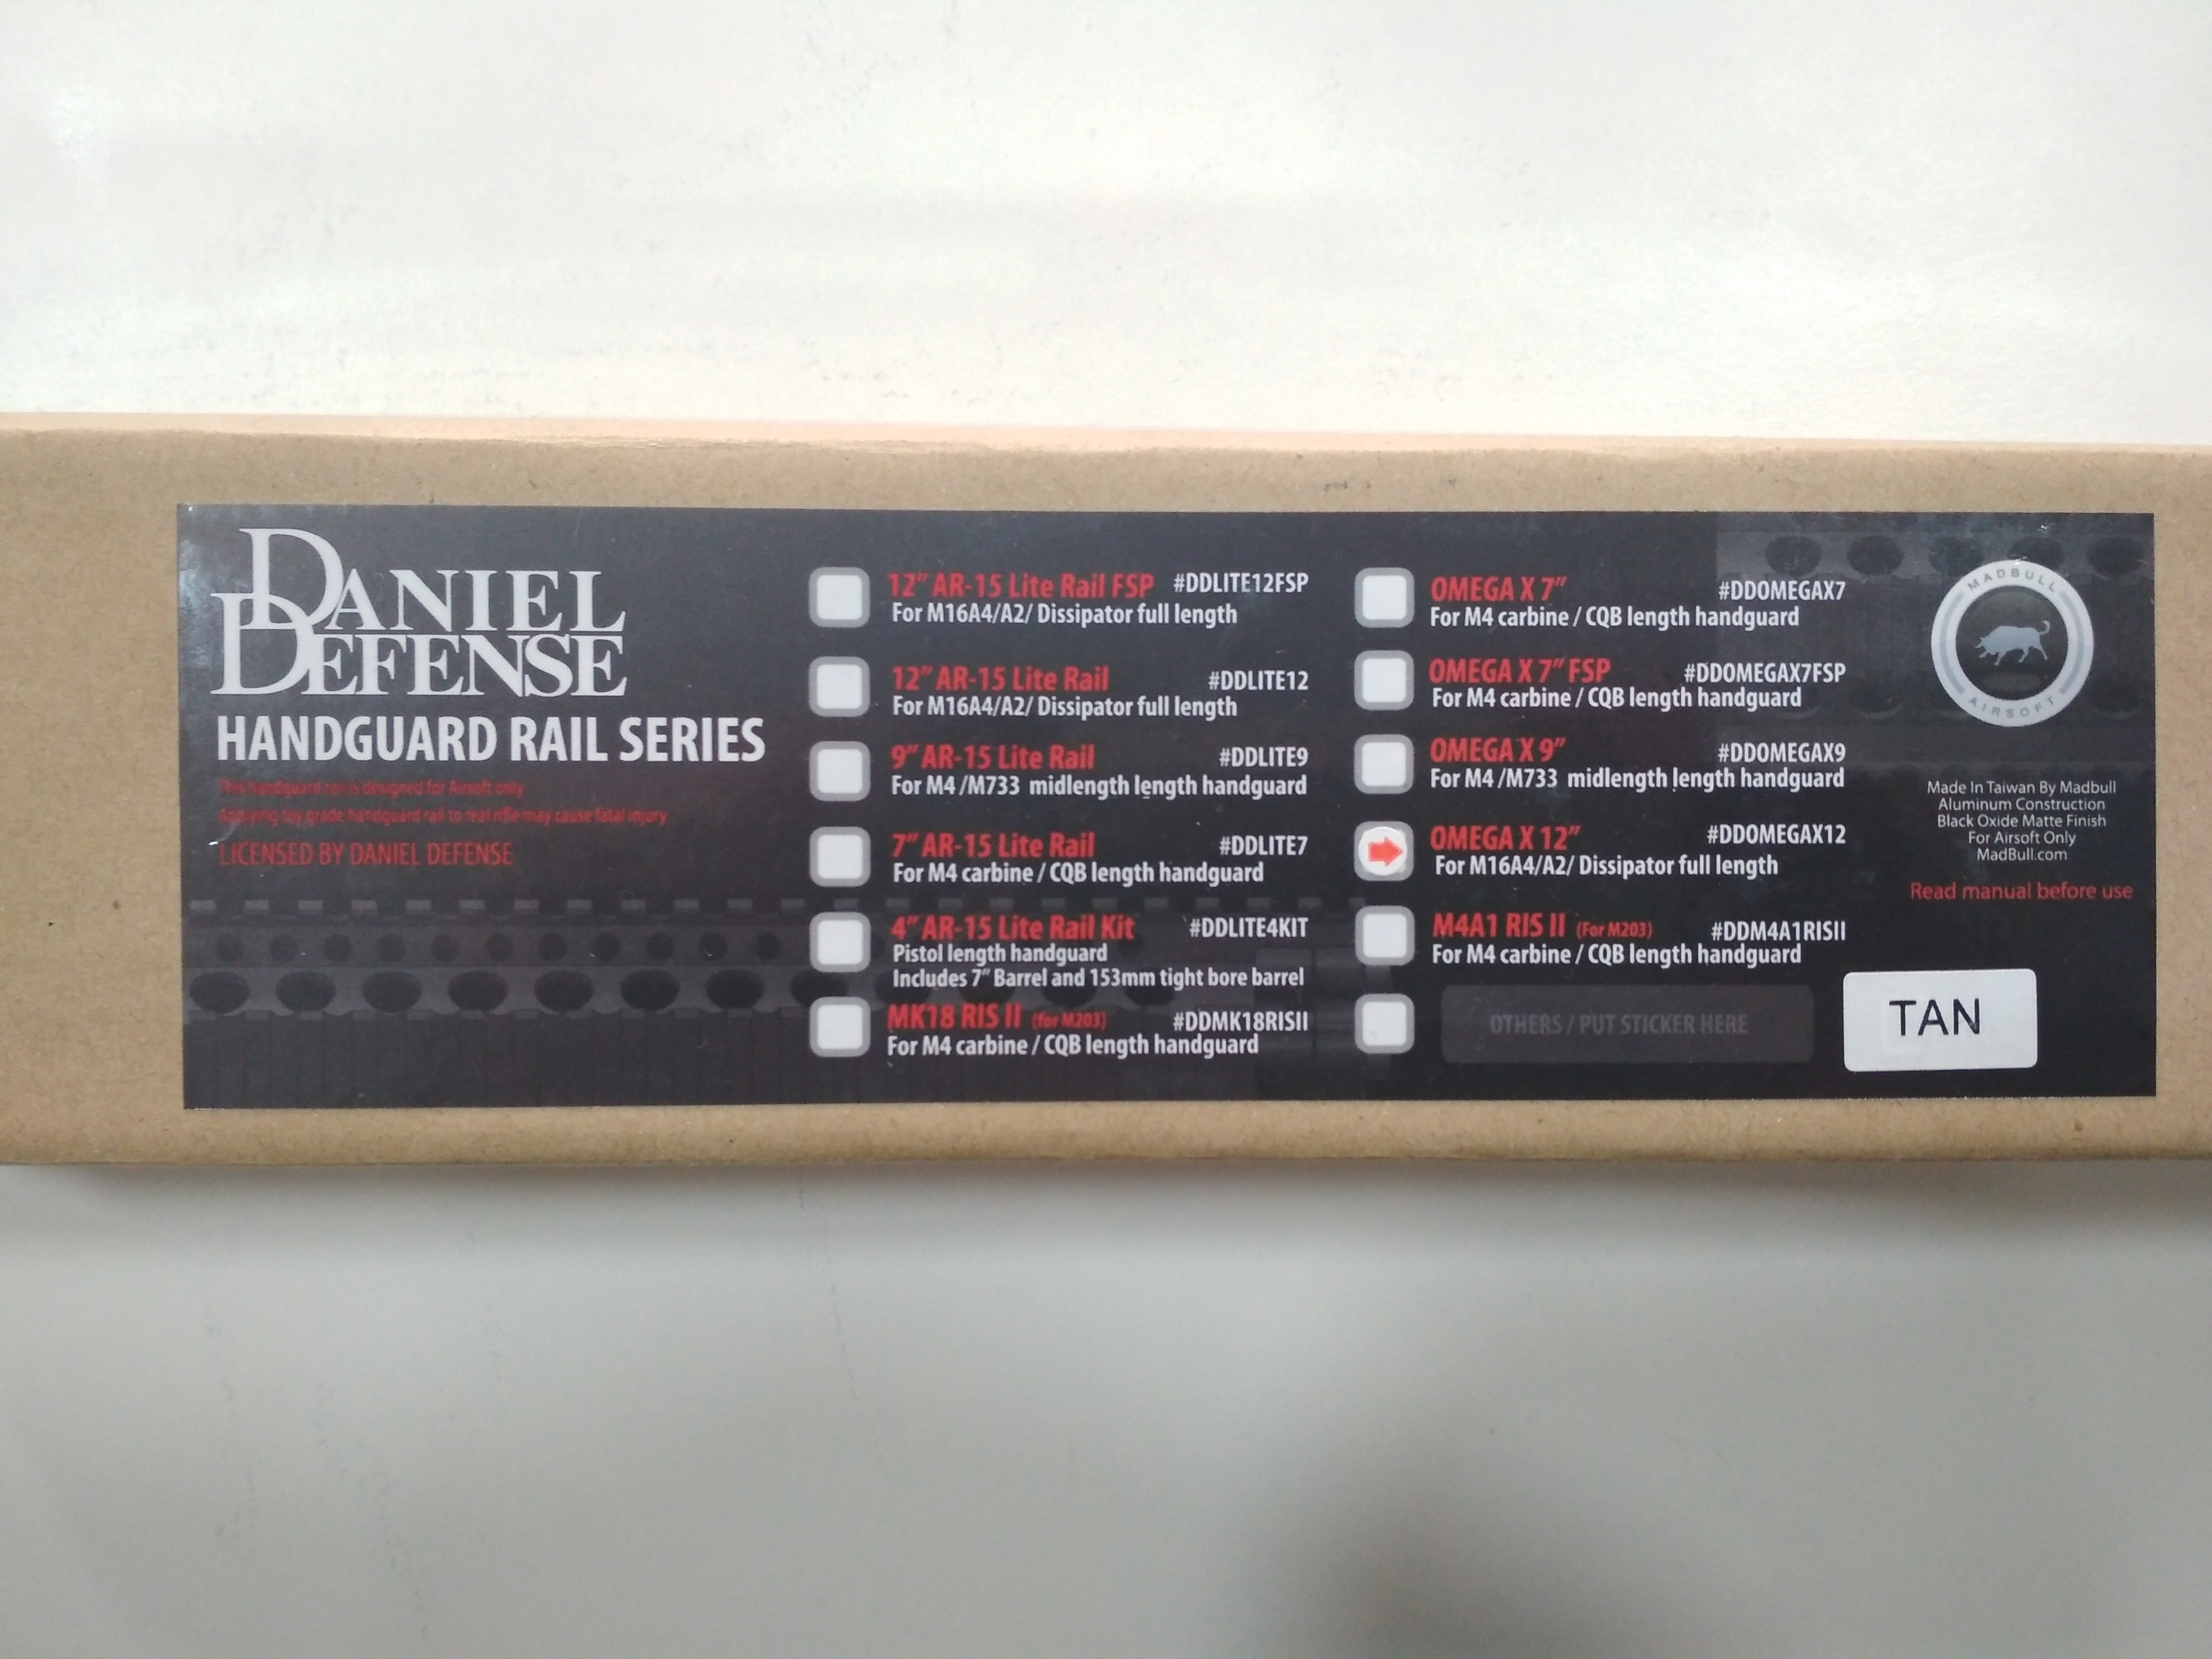 DANIEL
DEFENSE
HANDGUARD RAIL SERIES
This handguard rail is designed for Airsoft only
Applying toy grade handguard rail to real rifle may cause fatal injury
LICENSED BY DANIEL DEFENSE
12" AR-15 Lite Rail FSP #DDLITE12FSP
For M16A4/A2/ Dissipator full length
12" AR-15 Lite Rail #DDLITE12
For M16A4/A2/ Dissipator full length
9" AR-15 Lite Rail #DDLITE9
For M4 /M733 midlength length handguard
7" AR-15 Lite Rail #DDLITE7
For M4 carbine / CQB length handguard
4" AR-15 Lite Rail Kit #DDLITE4KIT
Pistol length handguard
Includes 7" Barrel and 153mm tight bore barrel
MK18 RIS II (for M203) #DDMK18RISII
For M4 carbine / CQB length handguard
OMEGA X 7" #DDOMEGAX7
For M4 carbine / CQB length handguard
OMEGA X 7" FSP #DDOMEGAX7FSP
For M4 carbine / CQB length handguard
OMEGA X 9" #DDOMEGAX9
For M4 /M733 midlength length handguard
OMEGA X 12" #DDOMEGAX12
For M16A4/A2/ Dissipator full length
M4A1 RIS II (For M203) #DDM4A1RISII
For M4 carbine / CQB length handguard
OTHERS / PUT STICKER HERE
MADBULL
AIRSOFT
Made In Taiwan By Madbull
Aluminum Construction
Black Oxide Matte Finish
For Airsoft Only
MadBull.com
Read manual before use
TAN